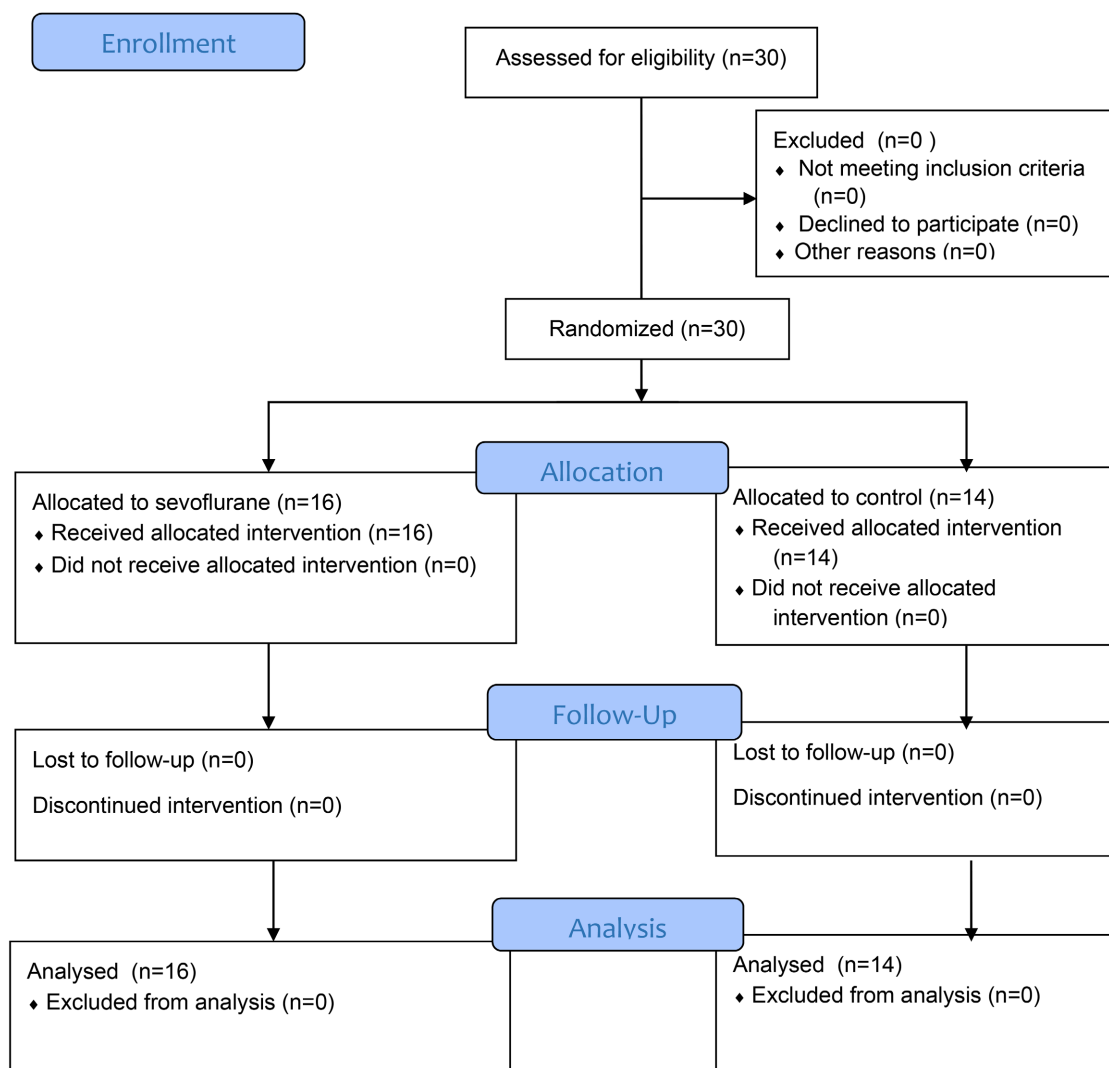 Enrollment
Assessed for eligibility (n=30)
Excluded  (n=0 )
♦ Not meeting inclusion criteria
(n=0)
♦ Declined to participate (n=0)
♦ Other reasons (n=0)
Randomized (n=30)
Allocation
Allocated to sevoflurane (n=16)
♦ Received allocated intervention (n=16)
♦ Did not receive allocated intervention (n=0)
Allocated to control (n=14)
♦ Received allocated intervention
(n=14)
♦ Did not receive allocated
intervention (n=0)
Follow-Up
Lost to follow-up (n=0)
Discontinued intervention (n=0)
Lost to follow-up (n=0)
Discontinued intervention (n=0)
Analysis
Analysed  (n=16)
♦ Excluded from analysis (n=0)
Analysed  (n=14)
♦ Excluded from analysis (n=0)